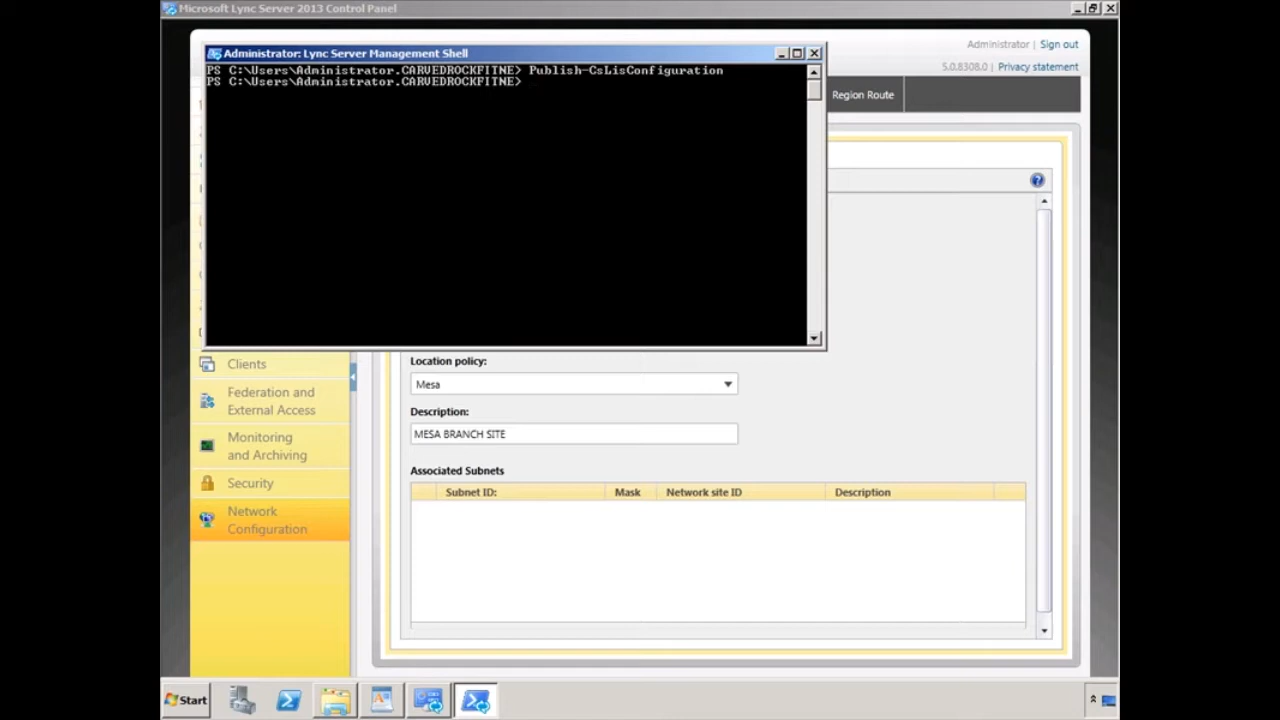 Microsoft Lync Server 2013 Control Panel
Administrator | Sign out
5.0.8308.0 | Privacy statement
Administrator: Lync Server Management Shell
PS C:\Users\Administrator.CARVEDROCKFITNE> Publish-CsLisConfiguration
PS C:\Users\Administrator.CARVEDROCKFITNE>
Region Route
Clients
Federation and
External Access
Monitoring
and Archiving
Security
Network
Configuration
Location policy:
Mesa
Description:
MESA BRANCH SITE
Associated Subnets
Subnet ID: Mask Network site ID Description
Start